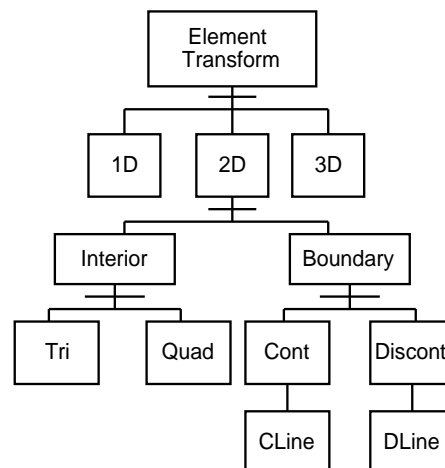 Element
Transform
1D
2D
3D
Interior
Boundary
Tri
Quad
Cont
Discont
CLine
DLine